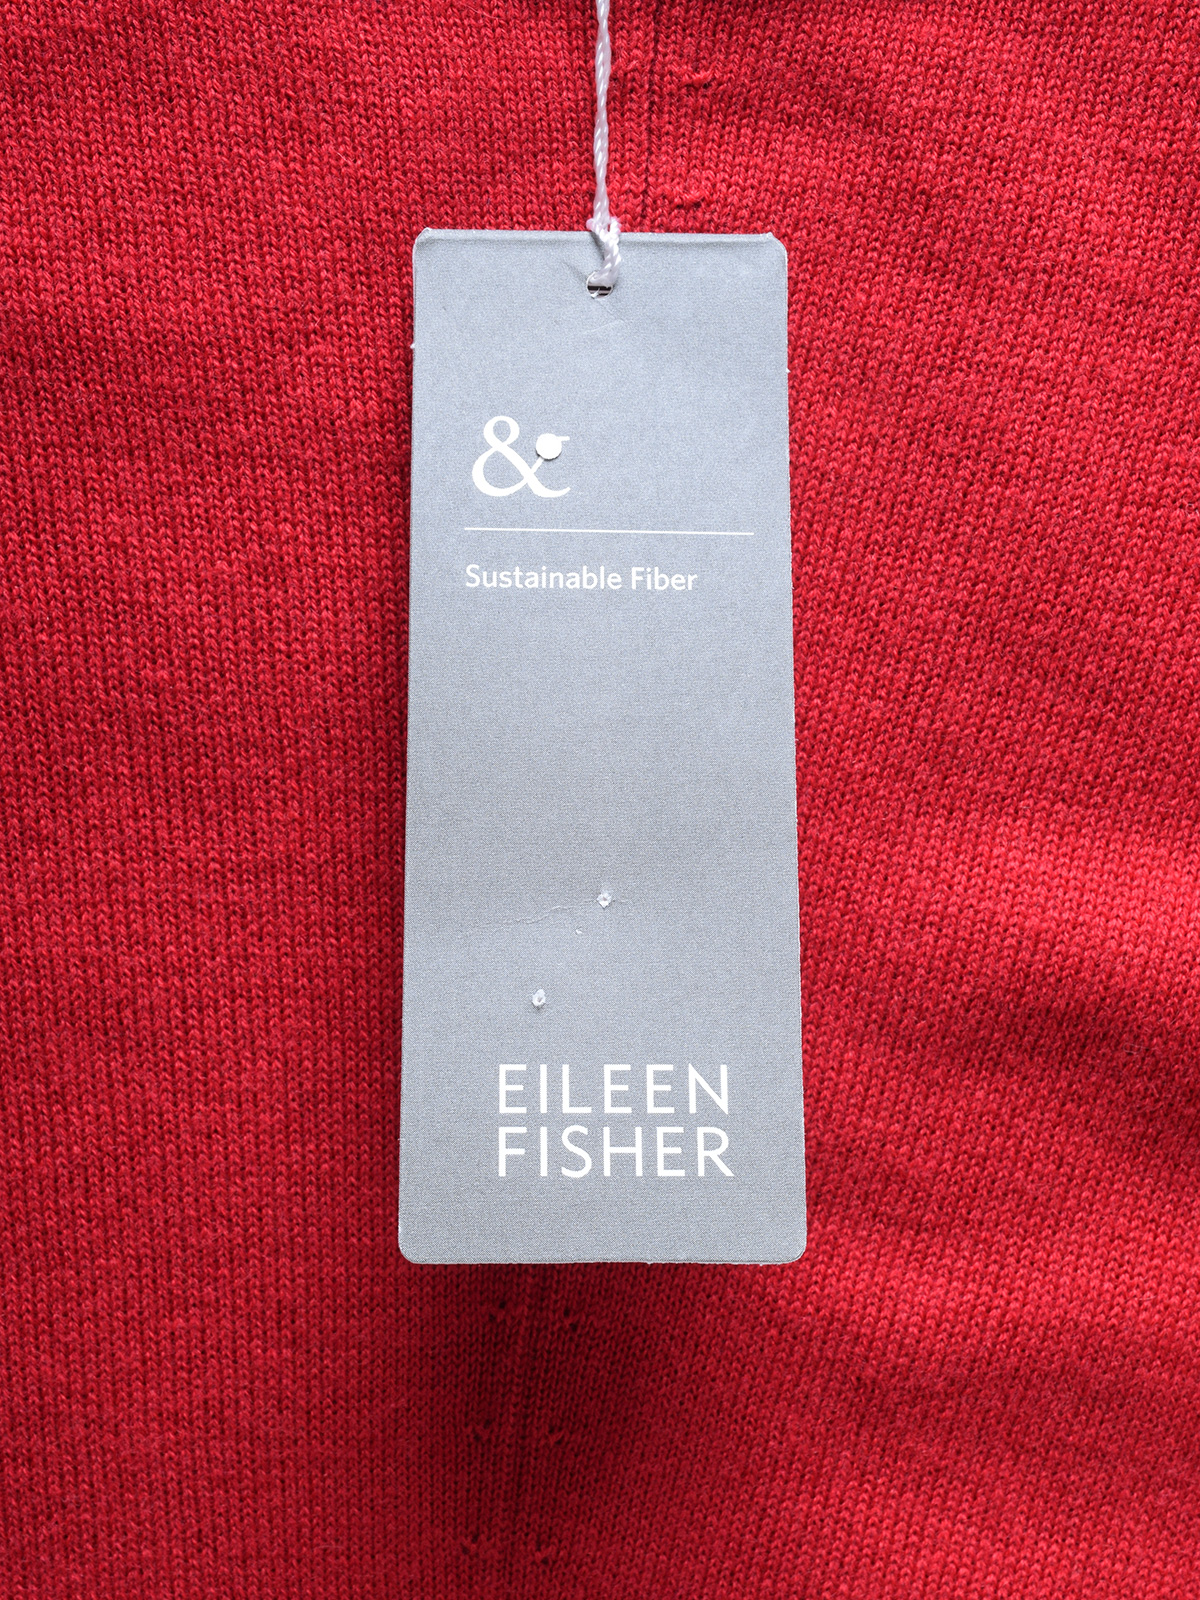 &
Sustainable Fiber
EILEEN
FISHER